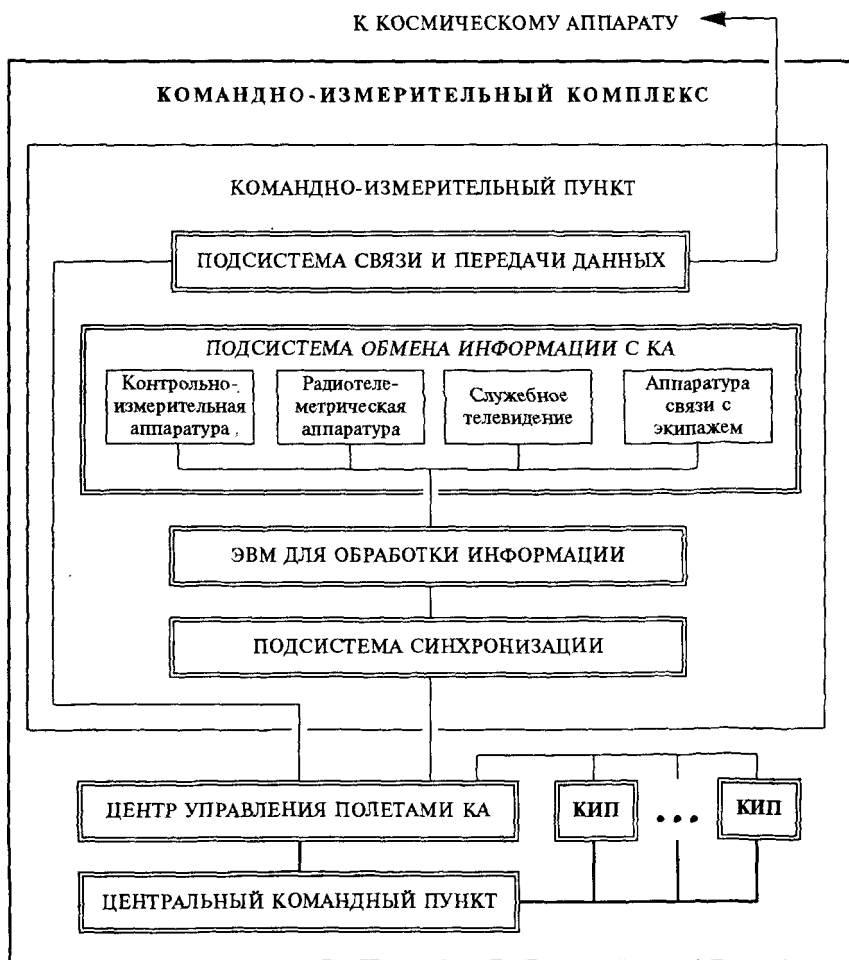 К КОСМИЧЕСКОМУ АППАРАТУ
КОМАНДНО-ИЗМЕРИТЕЛЬНЫЙ КОМПЛЕКС
КОМАНДНО-ИЗМЕРИТЕЛЬНЫЙ ПУНКТ
ПОДСИСТЕМА СВЯЗИ И ПЕРЕДАЧИ ДАННЫХ
ПОДСИСТЕМА ОБМЕНА ИНФОРМАЦИИ С КА
Контрольно-
измерительная
аппаратура
Радиотеле-
метрическая
аппаратура
Служебное
телевидение
Аппаратура
связи с
экипажем
ЭВМ ДЛЯ ОБРАБОТКИ ИНФОРМАЦИИ
ПОДСИСТЕМА СИНХРОНИЗАЦИИ
ЦЕНТР УПРАВЛЕНИЯ ПОЛЕТАМИ КА
КИП
...
КИП
ЦЕНТРАЛЬНЫЙ КОМАНДНЫЙ ПУНКТ